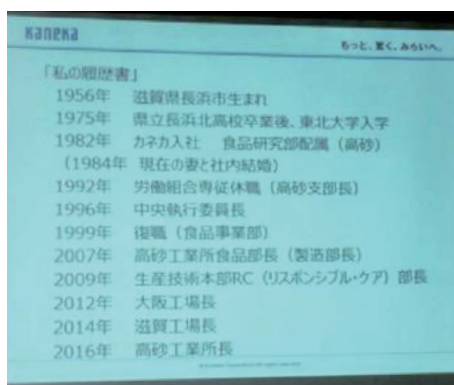 Kaneka
もっと、驚く、みらいへ。
「私の履歴書」
1956年 滋賀県長浜市生まれ
1975年 県立長浜北高校卒業後、東北大学入学
1982年 カネカ入社 食品研究部配属（高砂）
（1984年 現在の妻と社内結婚）
1992年 労働組合専従休職（高砂支部長）
1996年 中央執行委員長
1999年 復職（食品事業部）
2007年 高砂工業所食品部長（製造部長）
2009年 生産技術本部RC（リスポンシブル・ケア）部長
2012年 大阪工場長
2014年 滋賀工場長
2016年 高砂工業所長